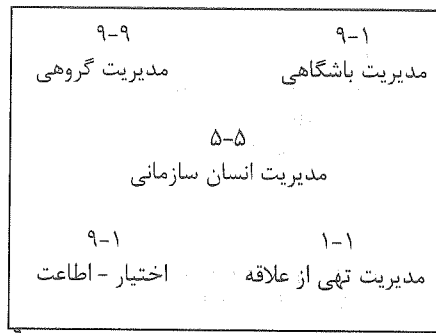 ۹-۱
مدیریت باشگاهی
۹-۹
مدیریت گروهی
۵-۵
مدیریت انسان سازمانی
۱-۱
مدیریت تهی از علاقه
۹-۱
اختیار - اطاعت